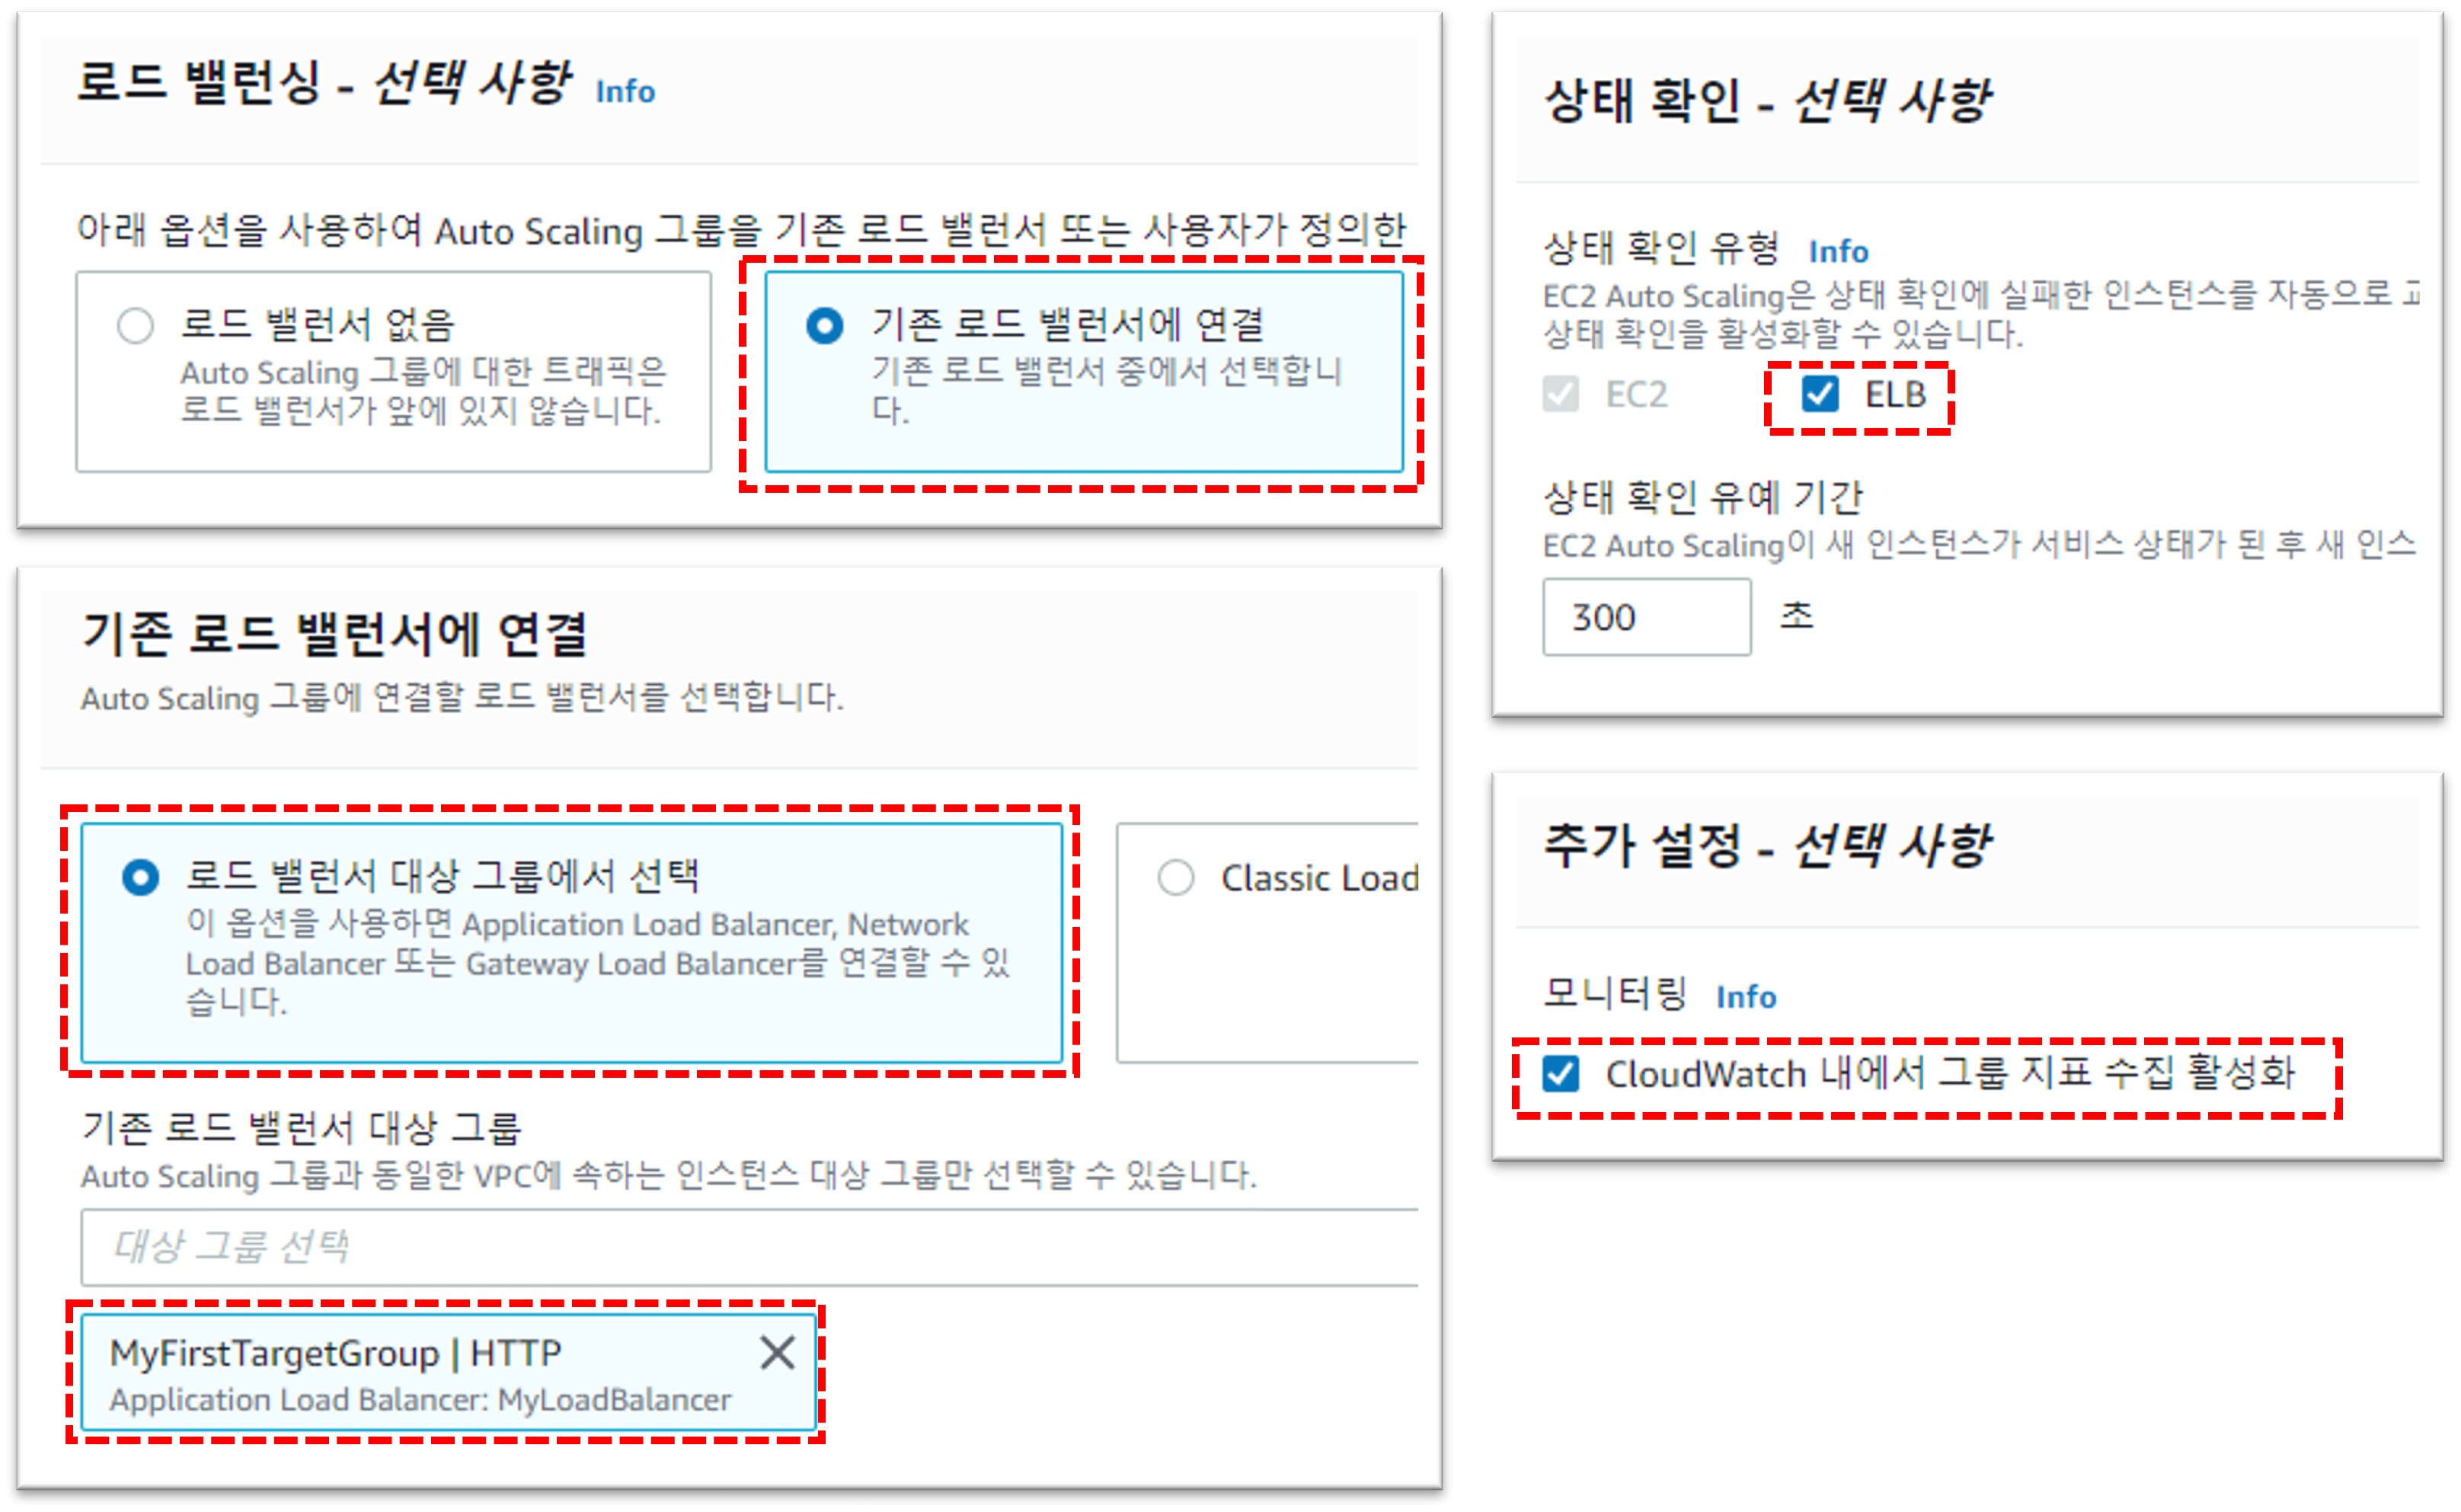 로드 밸런싱 - 선택 사항 Info
아래 옵션을 사용하여 Auto Scaling 그룹을 기존 로드 밸런서 또는 사용자가 정의한
로드 밸런서 없음
Auto Scaling 그룹에 대한 트래픽은
로드 밸런서가 앞에 있지 않습니다.
기존 로드 밸런서에 연결
기존 로드 밸런서 중에서 선택합니
다.
기존 로드 밸런서에 연결
Auto Scaling 그룹에 연결할 로드 밸런서를 선택합니다.
로드 밸런서 대상 그룹에서 선택
이 옵션을 사용하면 Application Load Balancer, Network
Load Balancer 또는 Gateway Load Balancer를 연결할 수 있
습니다.
Classic Load
기존 로드 밸런서 대상 그룹
Auto Scaling 그룹과 동일한 VPC에 속하는 인스턴스 대상 그룹만 선택할 수 있습니다.
대상 그룹 선택
MyFirstTargetGroup | HTTP
Application Load Balancer: MyLoadBalancer
상태 확인 - 선택 사항
상태 확인 유형 Info
EC2 Auto Scaling은 상태 확인에 실패한 인스턴스를 자동으로
상태 확인을 활성화할 수 있습니다.
EC2 ELB
상태 확인 유예 기간
EC2 Auto Scaling이 새 인스턴스가 서비스 상태가 된 후 새 인스
300 초
추가 설정 - 선택 사항
모니터링 Info
CloudWatch 내에서 그룹 지표 수집 활성화